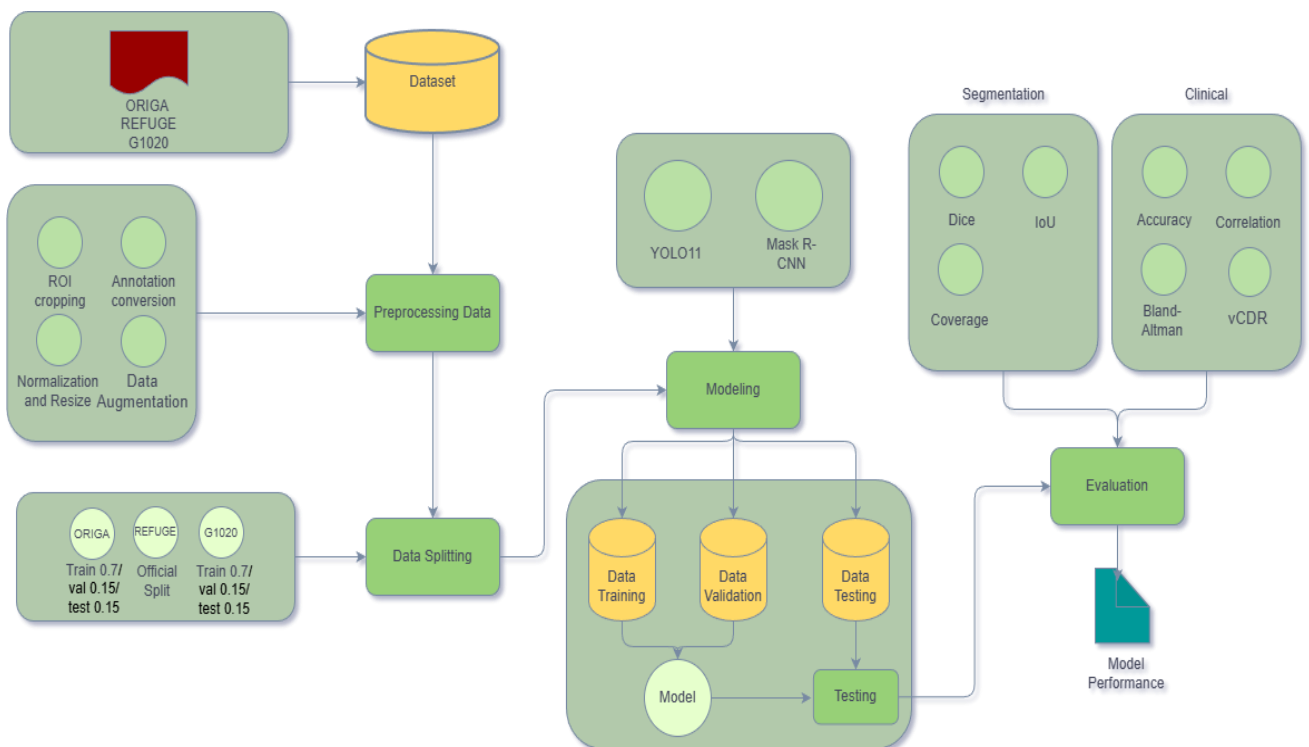 ORIGA
REFUGE
G1020
Dataset
ROI
cropping
Annotation
conversion
Normalization
and Resize
Data
Augmentation
Preprocessing Data
ORIGA
Train 0.7/
val 0.15/
test 0.15
REFUGE
Official
Split
G1020
Train 0.7/
val 0.15/
test 0.15
Data Splitting
YOLO11
Mask R-
CNN
Modeling
Data
Training
Data
Validation
Data
Testing
Model
Testing
Segmentation
Dice
IoU
Coverage
Clinical
Accuracy
Correlation
Bland-
Altman
vCDR
Evaluation
Model
Performance